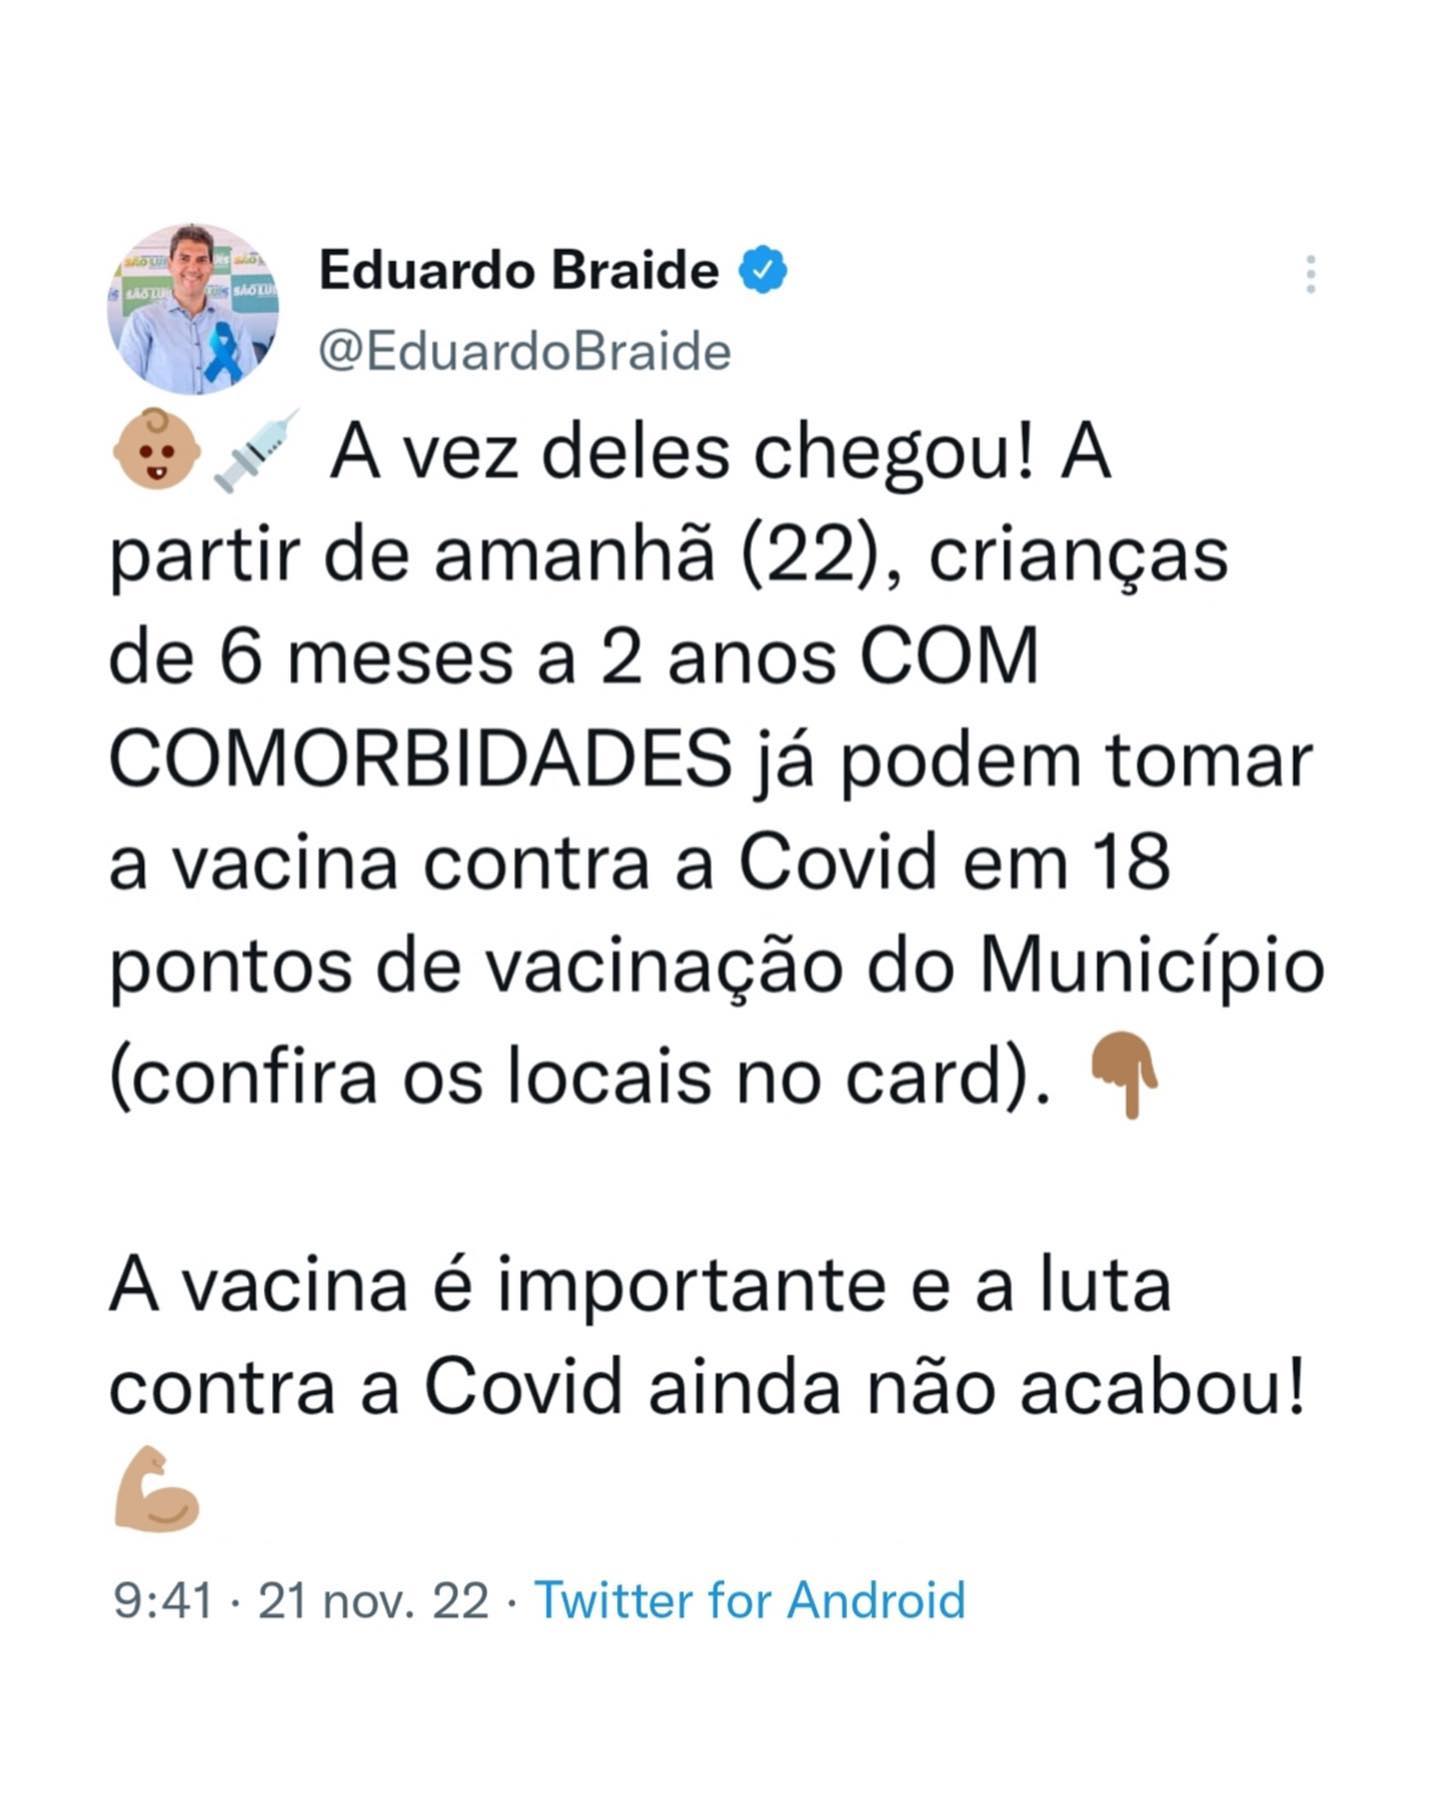 Eduardo Braide
@EduardoBraide
👶🏽💉 A vez deles chegou! A
partir de amanhã (22), crianças
de 6 meses a 2 anos COM
COMORBIDADES já podem tomar
a vacina contra a Covid em 18
pontos de vacinação do Município
(confira os locais no card). 👇🏾

A vacina é importante e a luta
contra a Covid ainda não acabou!
💪🏼
9:41 · 21 nov. 22 · Twitter for Android